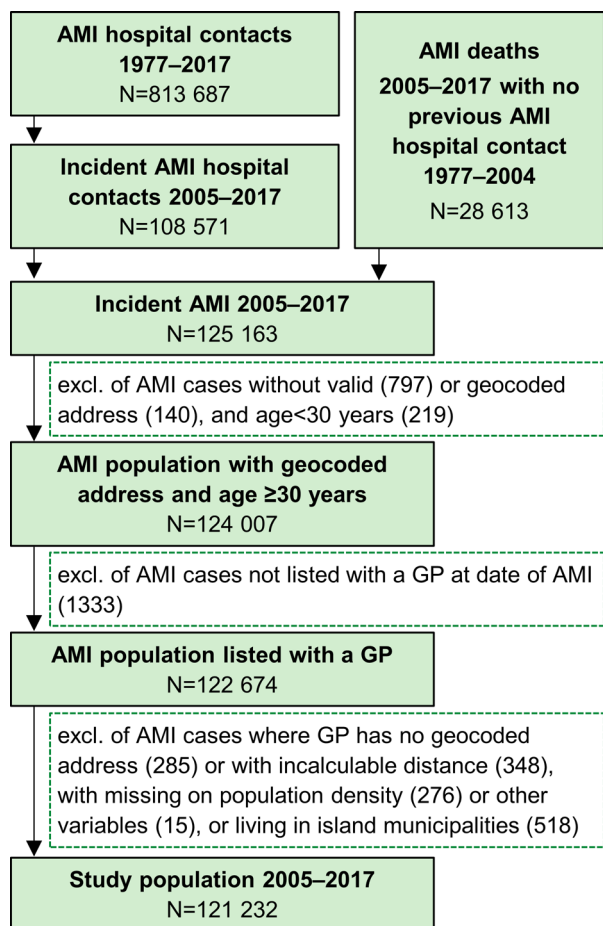 AMI hospital contacts
1977–2017
N=813 687
AMI deaths
2005–2017 with no
previous AMI
hospital contact
1977–2004
N=28 613
Incident AMI hospital
contacts 2005–2017
N=108 571
Incident AMI 2005–2017
N=125 163
excl. of AMI cases without valid (797) or geocoded
address (140), and age<30 years (219)
AMI population with geocoded
address and age ≥30 years
N=124 007
excl. of AMI cases not listed with a GP at date of AMI
(1333)
AMI population listed with a GP
N=122 674
excl. of AMI cases where GP has no geocoded
address (285) or with incalculable distance (348),
with missing on population density (276) or other
variables (15), or living in island municipalities (518)
Study population 2005–2017
N=121 232